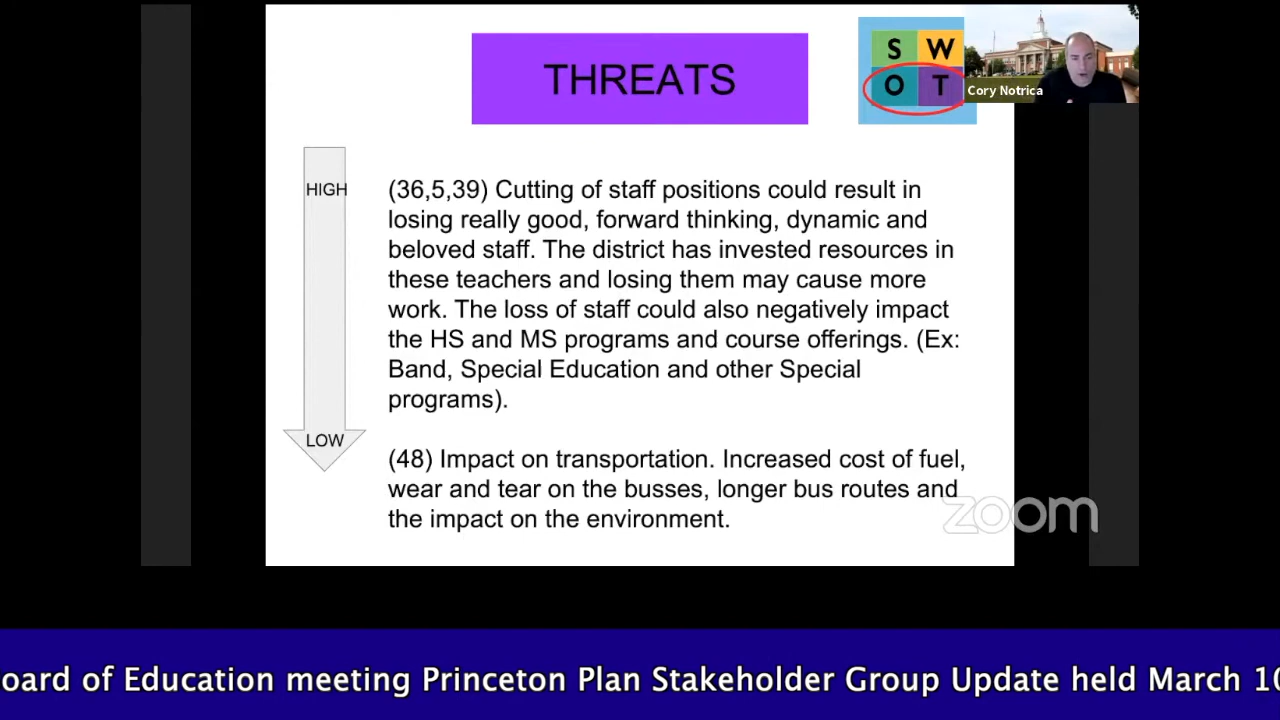 THREATS
S W
O T
Cory Notrica
HIGH
LOW
(36,5,39) Cutting of staff positions could result in
losing really good, forward thinking, dynamic and
beloved staff. The district has invested resources in
these teachers and losing them may cause more
work. The loss of staff could also negatively impact
the HS and MS programs and course offerings. (Ex:
Band, Special Education and other Special
programs).
(48) Impact on transportation. Increased cost of fuel,
wear and tear on the busses, longer bus routes and
the impact on the environment.
zoom
oard of Education meeting Princeton Plan Stakeholder Group Update held March 10